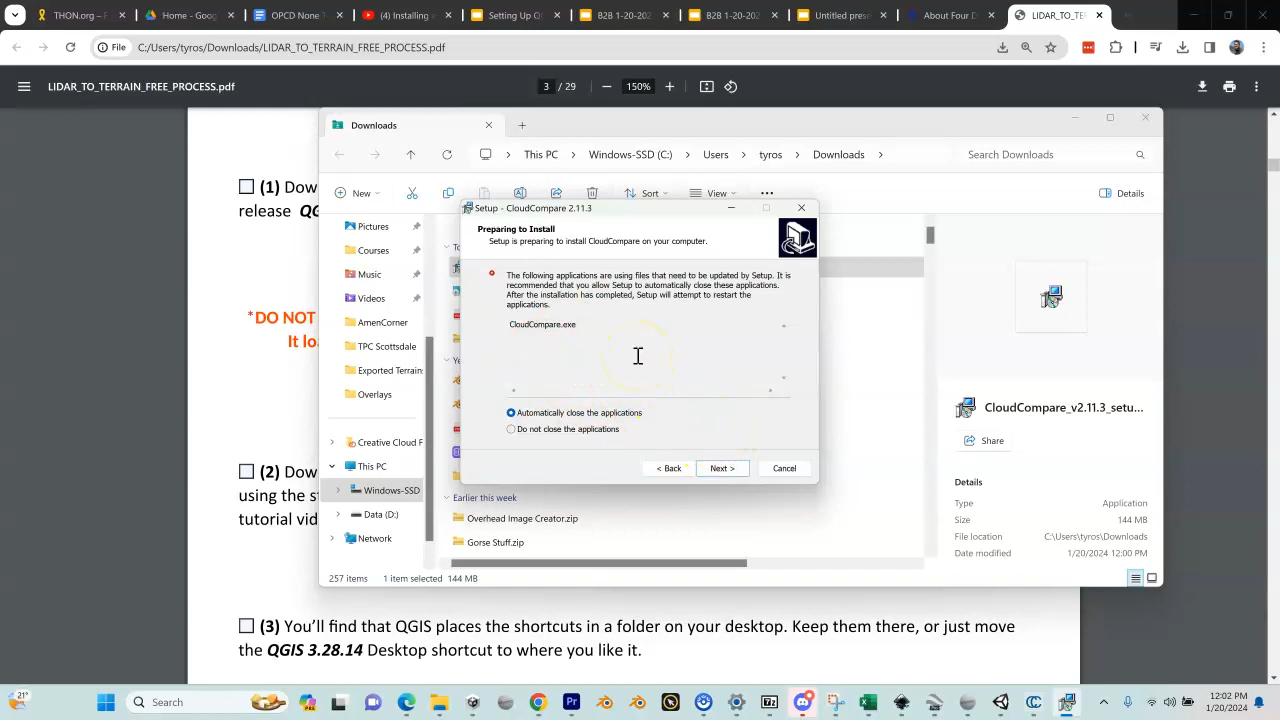 THON.org – A
Home - Goog
OPCD None T
(4) Installing v
Setting Up O
B2B 1-20-202
B2B 1-20-202
Untitled prese
About Four D
LIDAR_TO_TE
File
C:/Users/tyros/Downloads/LIDAR_TO_TERRAIN_FREE_PROCESS.pdf
LIDAR_TO_TERRAIN_FREE_PROCESS.pdf
3 / 29
150%
Downloads
This PC
Windows-SSD (C:)
Users
tyros
Downloads
Search Downloads
New
Sort
View
Details
(1) Dow
release QG
*DO NOT
It loa
(2) Dow
using the st
tutorial vid
Pictures
Courses
Music
Videos
AmenCorner
TPC Scottsdale
Exported Terrain
Overlays
Creative Cloud F
This PC
Windows-SSD
Data (D:)
Network
To
Ye
Setup - CloudCompare 2.11.3
Preparing to Install
Setup is preparing to install CloudCompare on your computer.
The following applications are using files that need to be updated by Setup. It is
recommended that you allow Setup to automatically close these applications.
After the installation has completed, Setup will attempt to restart the
applications.
CloudCompare.exe
Automatically close the applications
Do not close the applications
< Back
Next >
Cancel
Earlier this week
Overhead Image Creator.zip
Gorse Stuff.zip
CloudCompare_v2.11.3_setu...
Share
Details
Type
Application
Size
144 MB
File location
C:\Users\tyros\Downloads
Date modified
1/20/2024 12:00 PM
257 items
1 item selected
144 MB
(3) You'll find that QGIS places the shortcuts in a folder on your desktop. Keep them there, or just move
the QGIS 3.28.14 Desktop shortcut to where you like it.
21°
Search
12:02 PM
1/20/2024